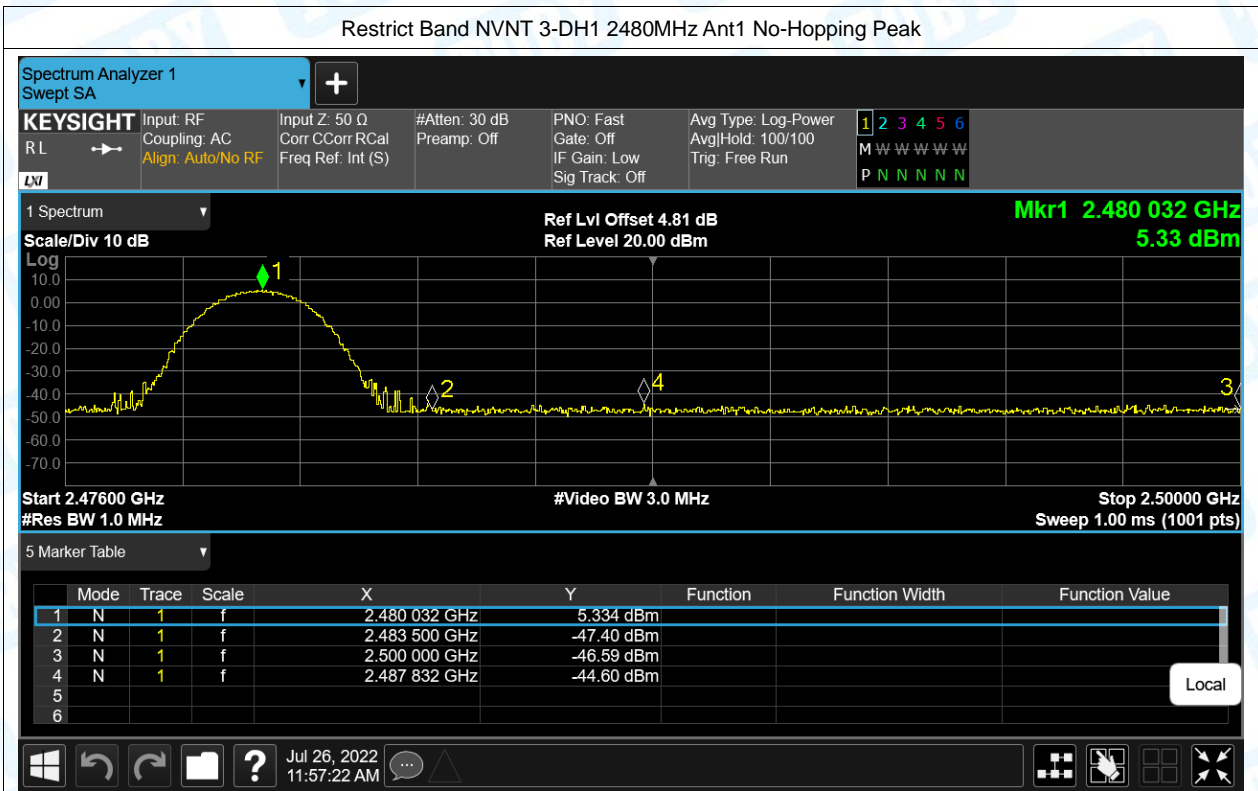 Restrict Band NVNT 3-DH1 2480MHz Ant1 No-Hopping Peak
Spectrum Analyzer 1
Swept SA
KEYSIGHT
R L
LXI
Input: RF
Coupling: AC
Align: Auto/No RF
Input Z: 50 Ω
Corr CCorr RCal
Freq Ref: Int (S)
#Atten: 30 dB
Preamp: Off
PNO: Fast
Gate: Off
IF Gain: Low
Sig Track: Off
Avg Type: Log-Power
Avg|Hold: 100/100
Trig: Free Run
1 2 3 4 5 6
M W W W W W
P N N N N N
1 Spectrum
Scale/Div 10 dB
Ref Lvl Offset 4.81 dB
Ref Level 20.00 dBm
Mkr1 2.480 032 GHz
5.33 dBm
Log
10.0
0.00
-10.0
-20.0
-30.0
-40.0
-50.0
-60.0
-70.0
1
2
4
3
Start 2.47600 GHz
#Video BW 3.0 MHz
Stop 2.50000 GHz
#Res BW 1.0 MHz
Sweep 1.00 ms (1001 pts)
5 Marker Table
Mode Trace Scale X Y Function Function Width Function Value
1 N 1 f 2.480 032 GHz 5.334 dBm
2 N 1 f 2.483 500 GHz -47.40 dBm
3 N 1 f 2.500 000 GHz -46.59 dBm
4 N 1 f 2.487 832 GHz -44.60 dBm
5
6
Local
?
Jul 26, 2022
11:57:22 AM